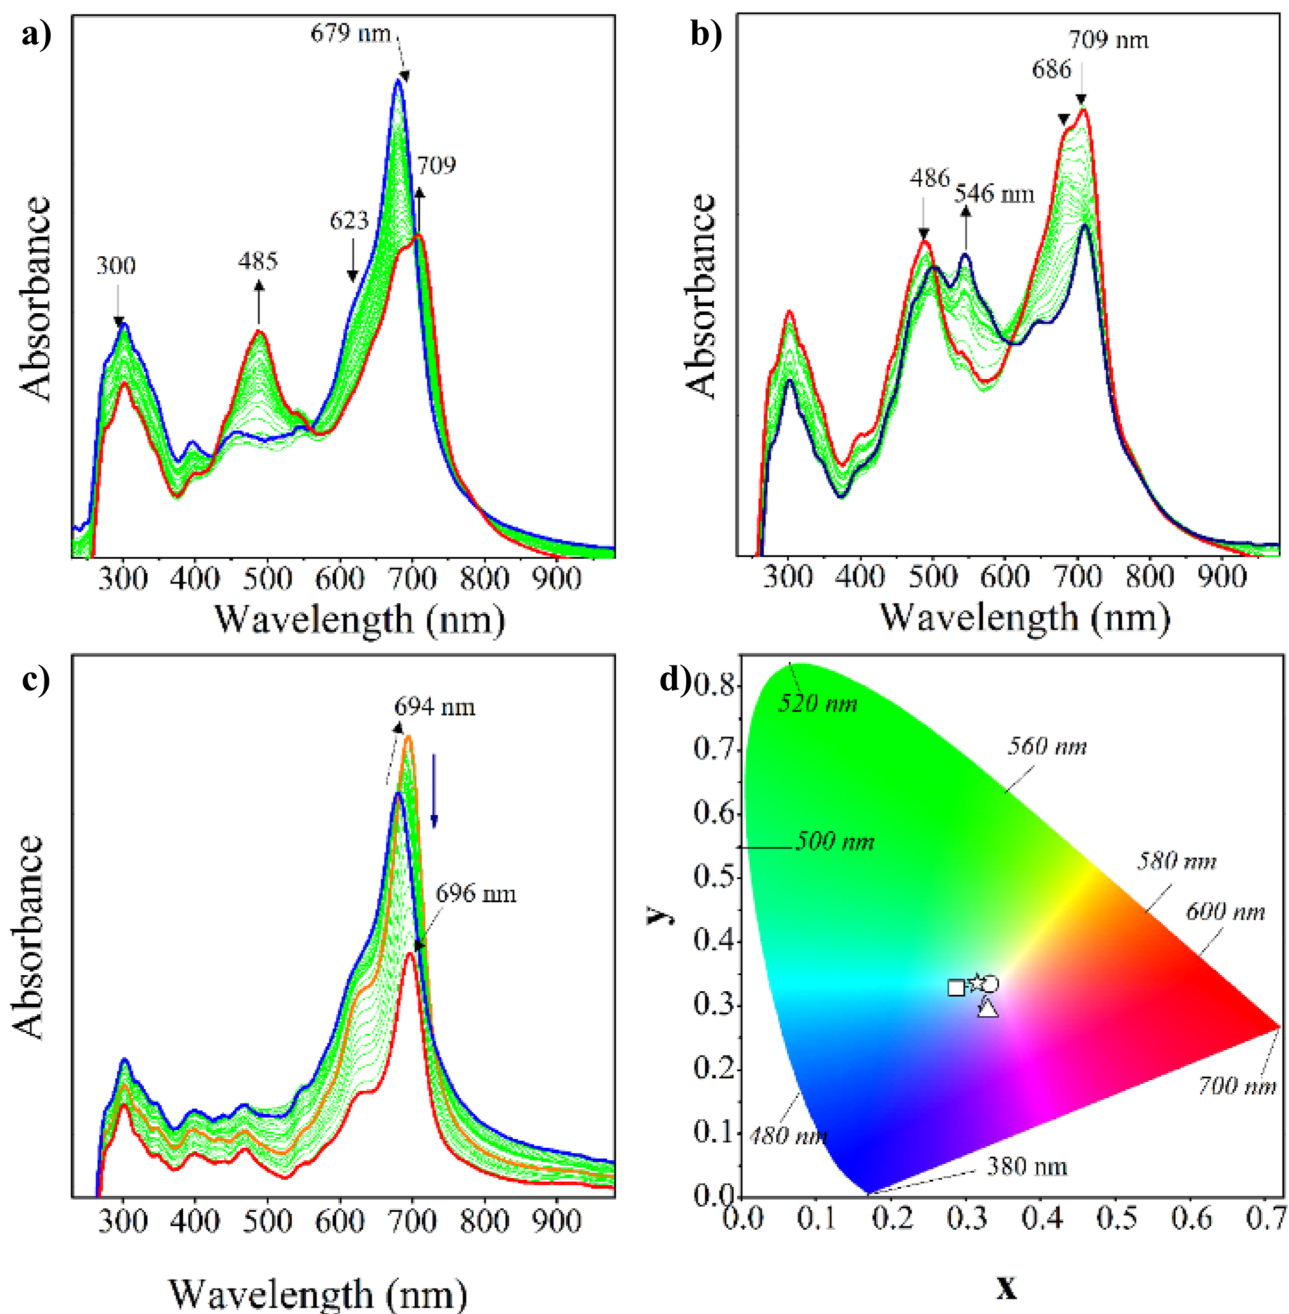 a)
679 nm
709
623
485
300
Absorbance
300 400 500 600 700 800 900
Wavelength (nm)
b)
709 nm
686
486
546 nm
Absorbance
300 400 500 600 700 800 900
Wavelength (nm)
c)
694 nm
696 nm
Absorbance
300 400 500 600 700 800 900
Wavelength (nm)
d)
0.8
0.7
0.6
0.5
0.4
0.3
0.2
0.1
0.0
y
520 nm
560 nm
500 nm
580 nm
600 nm
700 nm
480 nm
380 nm
0.0 0.1 0.2 0.3 0.4 0.5 0.6 0.7
x